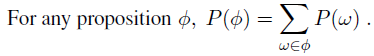 For any proposition ϕ, P(ϕ) = ∑ P(ω) .
ω∈ϕ